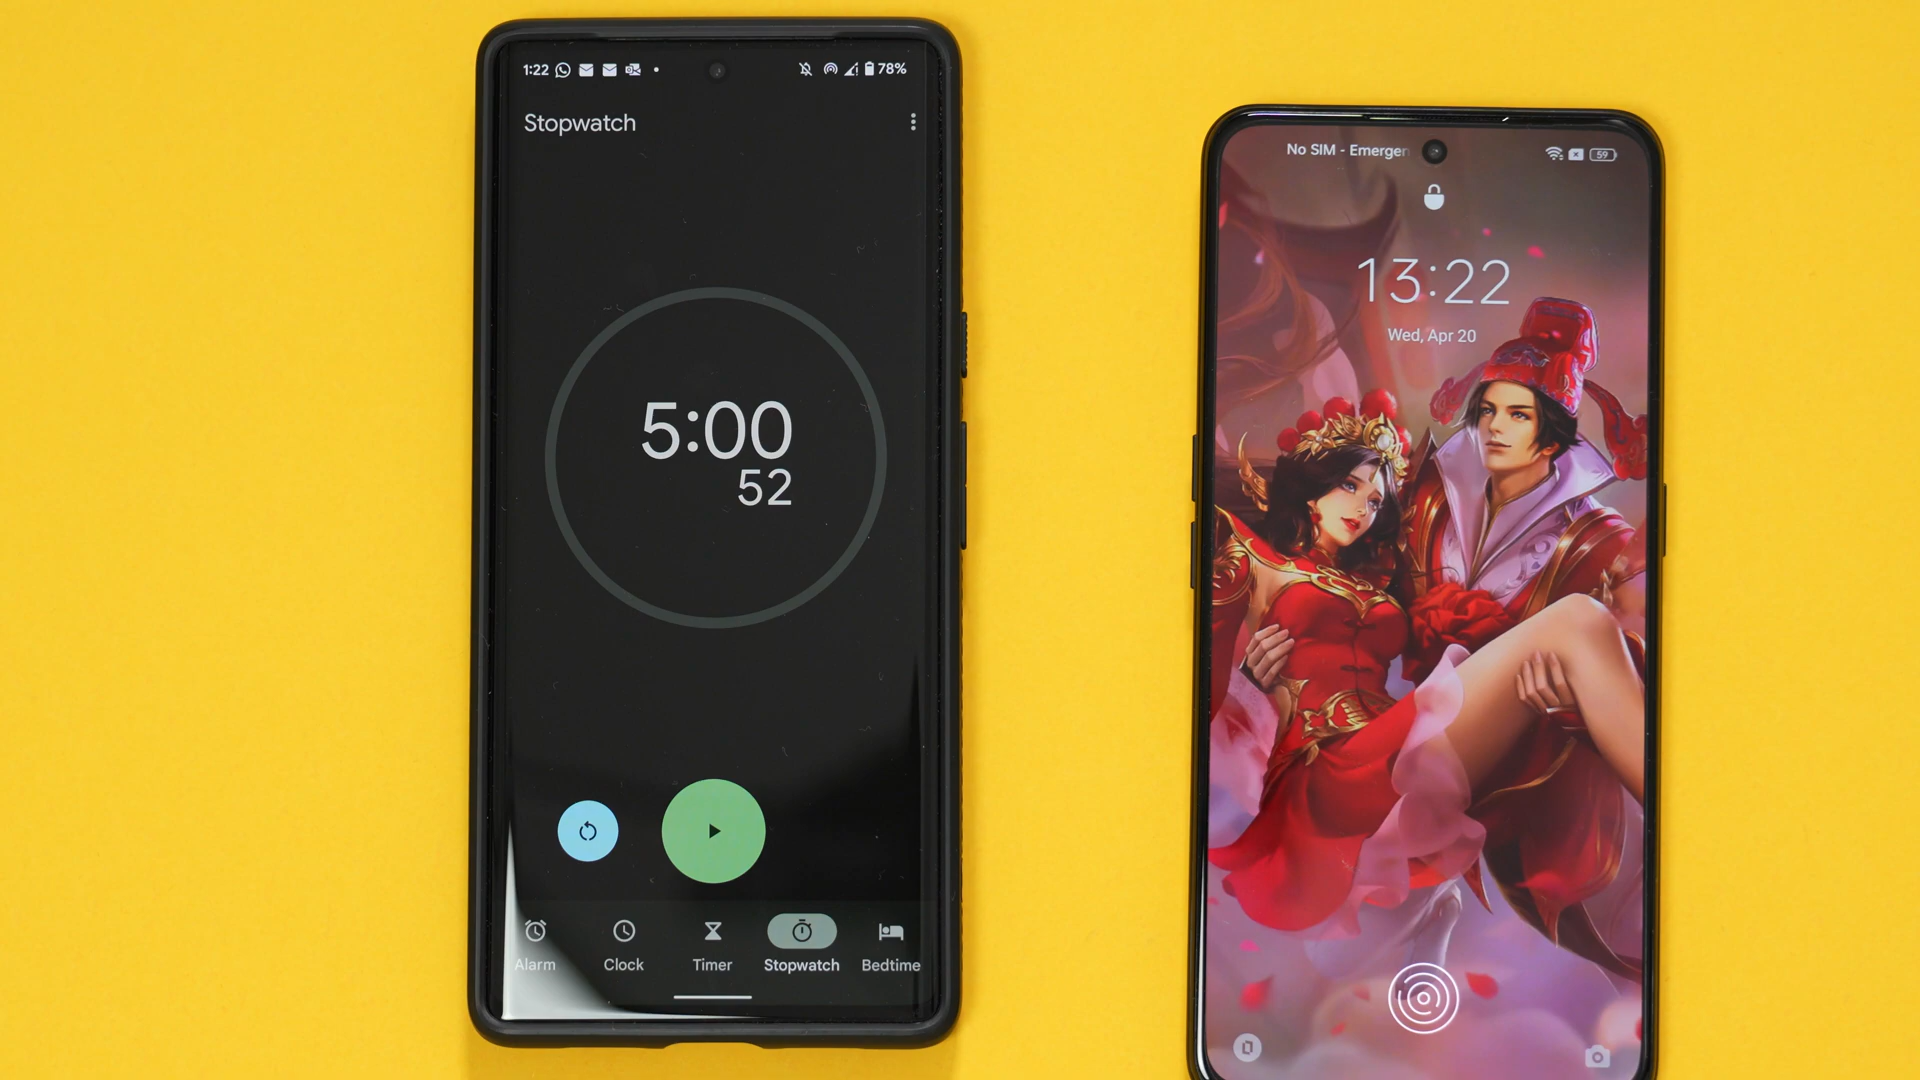 1:22
78%
Stopwatch
5:00
52
Alarm
Clock
Timer
Stopwatch
Bedtime
No SIM - Emergen
59
13:22
Wed, Apr 20